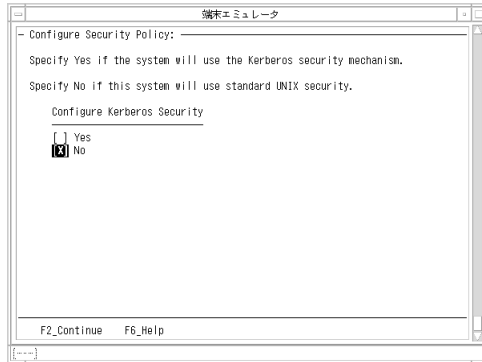 端末エミュレータ
Configure Security Policy:
Specify Yes if the system will use the Kerberos security mechanism.
Specify No if this system will use standard UNIX security.
Configure Kerberos Security
[ ] Yes
[X] No
F2_Continue F6_Help